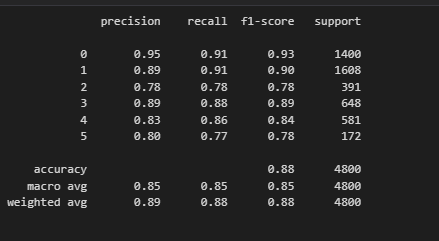 precision recall f1-score support
0 0.95 0.91 0.93 1400
1 0.89 0.91 0.90 1608
2 0.78 0.78 0.78 391
3 0.89 0.88 0.89 648
4 0.83 0.86 0.84 581
5 0.80 0.77 0.78 172
accuracy 0.88 4800
macro avg 0.85 0.85 0.85 4800
weighted avg 0.89 0.88 0.88 4800